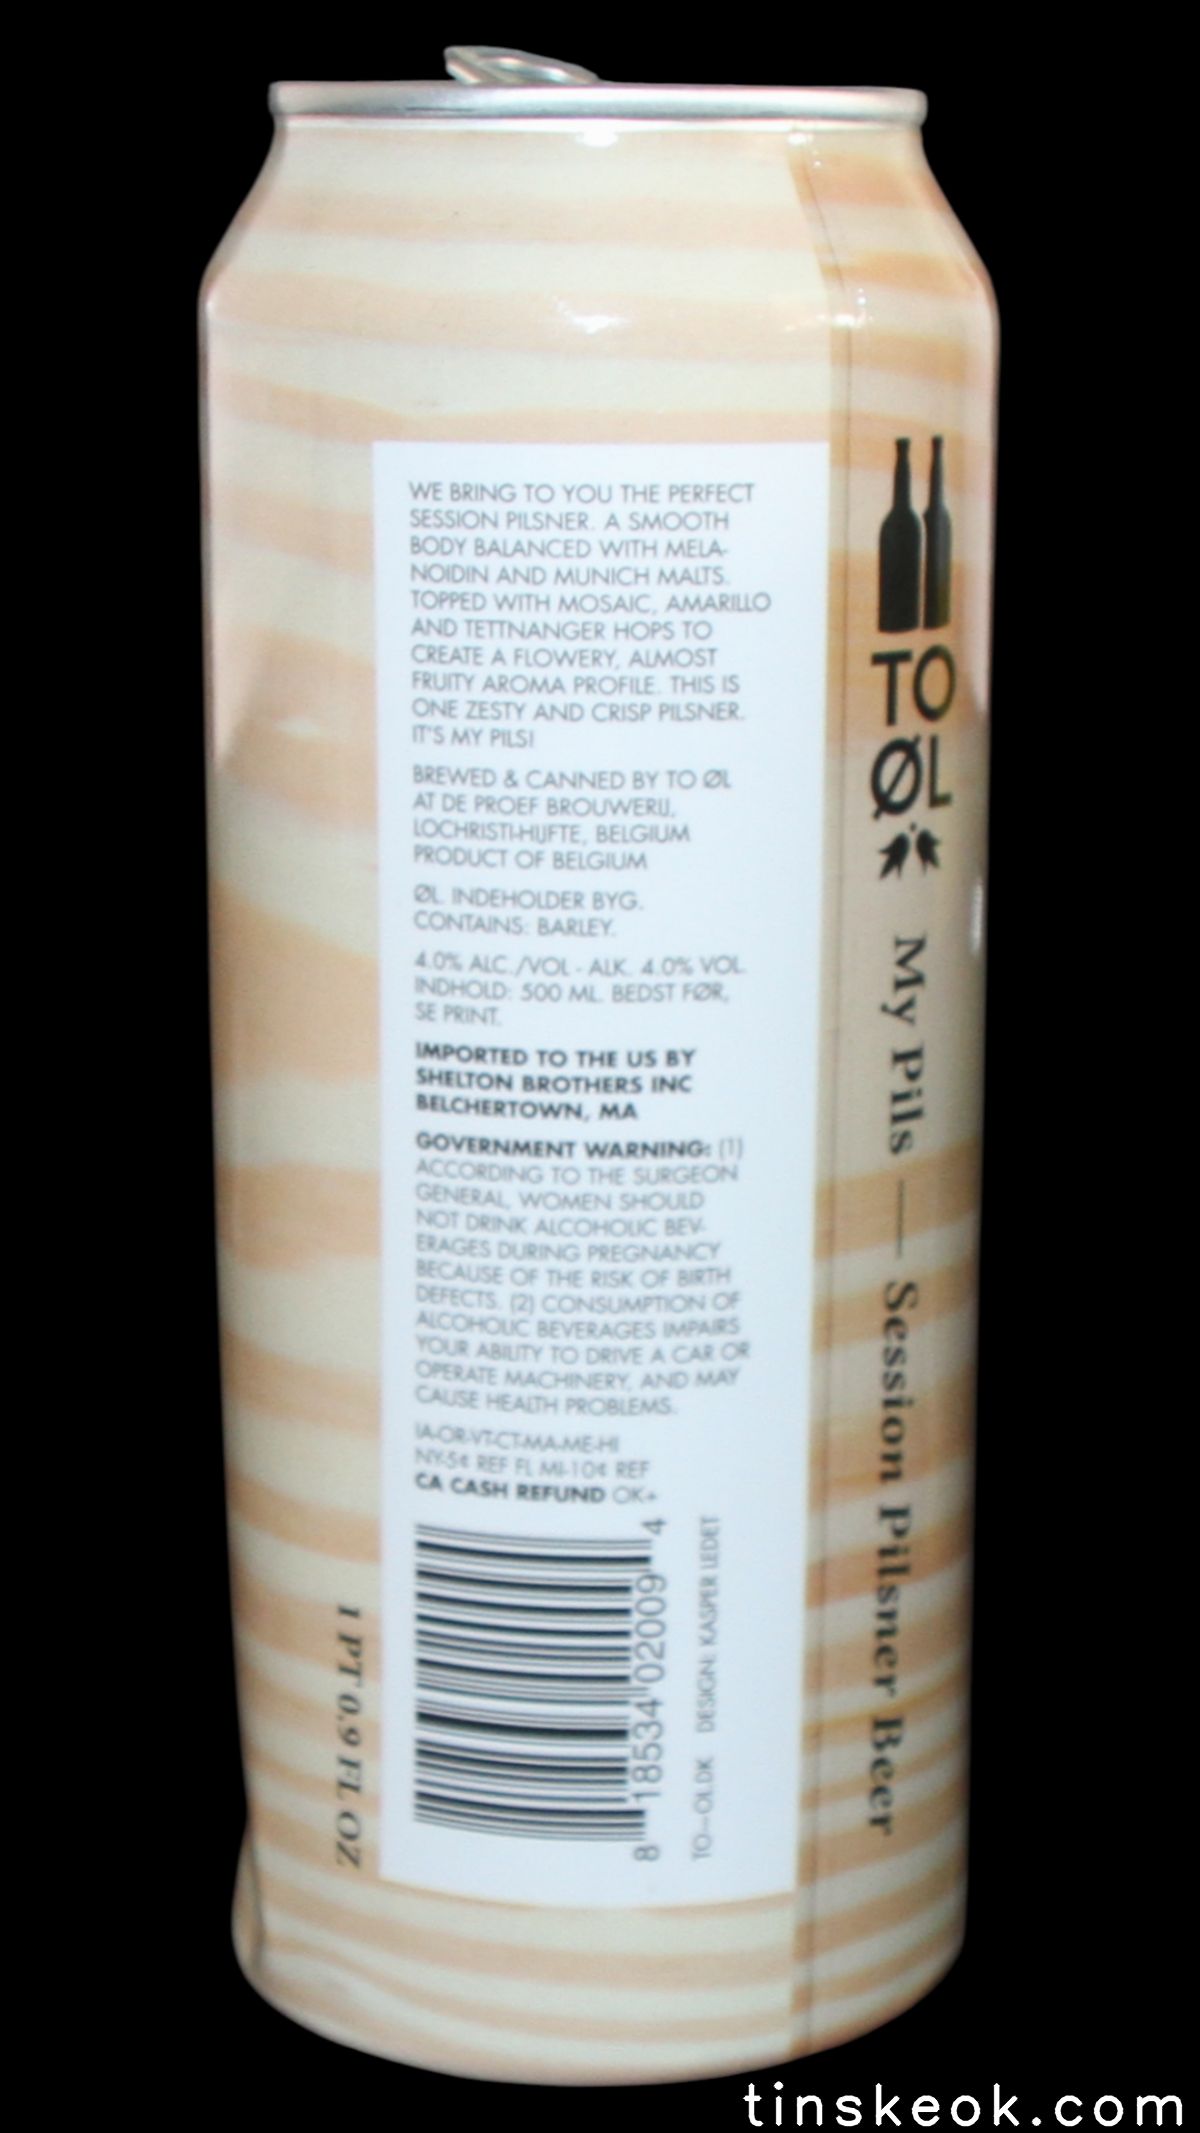 WE BRING TO YOU THE PERFECT
SESSION PILSNER. A SMOOTH
BODY BALANCED WITH MELA-
NOIDIN AND MUNICH MALTS.
TOPPED WITH MOSAIC, AMARILLO
AND TETTNANGER HOPS TO
CREATE A FLOWERY, ALMOST
FRUITY AROMA PROFILE. THIS IS
ONE ZESTY AND CRISP PILSNER.
IT'S MY PILS!
BREWED & CANNED BY TO ØL
AT DE PROEF BROUWERIJ,
LOCHRISTI-HIJFTE, BELGIUM
PRODUCT OF BELGIUM
ØL. INDEHOLDER BYG.
CONTAINS: BARLEY.
4.0% ALC./VOL - ALK. 4.0% VOL.
INDHOLD: 500 ML. BEDST FØR,
SE PRINT.
IMPORTED TO THE US BY
SHELTON BROTHERS INC
BELCHERTOWN, MA
GOVERNMENT WARNING: (1)
ACCORDING TO THE SURGEON
GENERAL, WOMEN SHOULD
NOT DRINK ALCOHOLIC BEV-
ERAGES DURING PREGNANCY
BECAUSE OF THE RISK OF BIRTH
DEFECTS. (2) CONSUMPTION OF
ALCOHOLIC BEVERAGES IMPAIRS
YOUR ABILITY TO DRIVE A CAR OR
OPERATE MACHINERY, AND MAY
CAUSE HEALTH PROBLEMS.
IA-OR-VT-CT-MA-ME-HI
NY-5¢ REF FL MI-10¢ REF
CA CASH REFUND OK+
8 18534 02009 4
TO—OL.DK DESIGN: KASPER LEDET
1 PT 0.9 FL OZ
TO
ØL
My Pils — Session Pilsner Beer
tinskeok.com